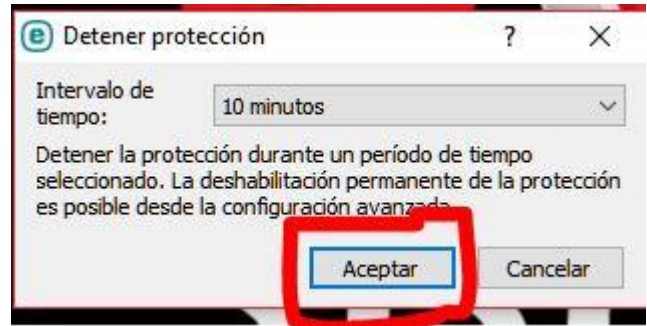 Detener protección
Intervalo de
tiempo:
10 minutos
Detener la protección durante un período de tiempo
seleccionado. La deshabilitación permanente de la protección
es posible desde la configuración avanzada.
Aceptar
Cancelar